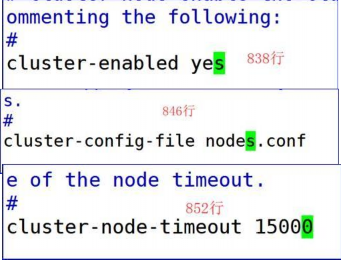 ommenting the following:
#
cluster-enabled yes 838行
s.
846行
#
cluster-config-file nodes.conf
e of the node timeout.
#
852行
cluster-node-timeout 15000